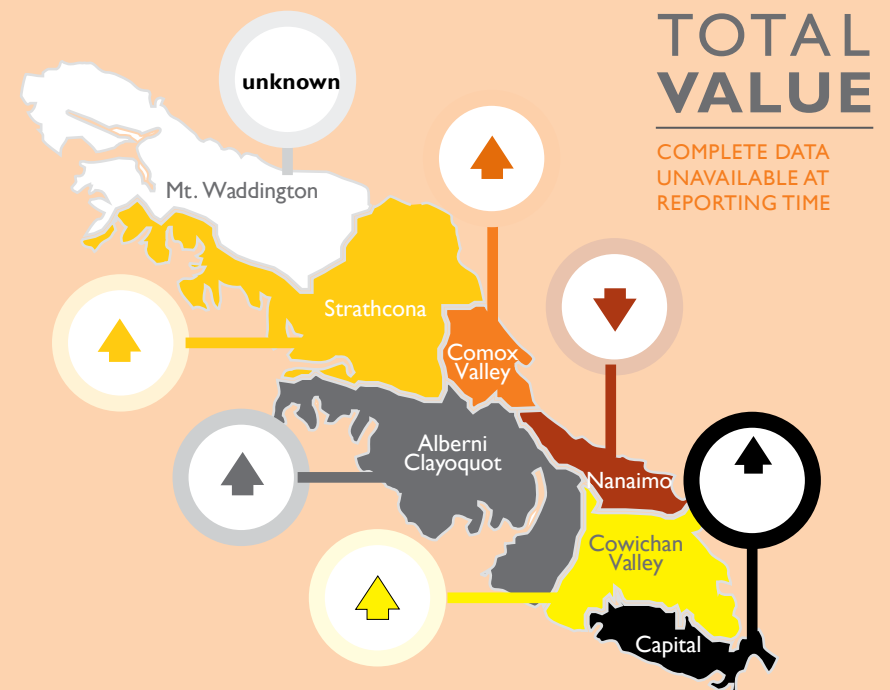 TOTAL
VALUE
COMPLETE DATA
UNAVAILABLE AT
REPORTING TIME
unknown
Mt. Waddington
Strathcona
Comox
Valley
Alberni
Clayoquot
Nanaimo
Cowichan
Valley
Capital